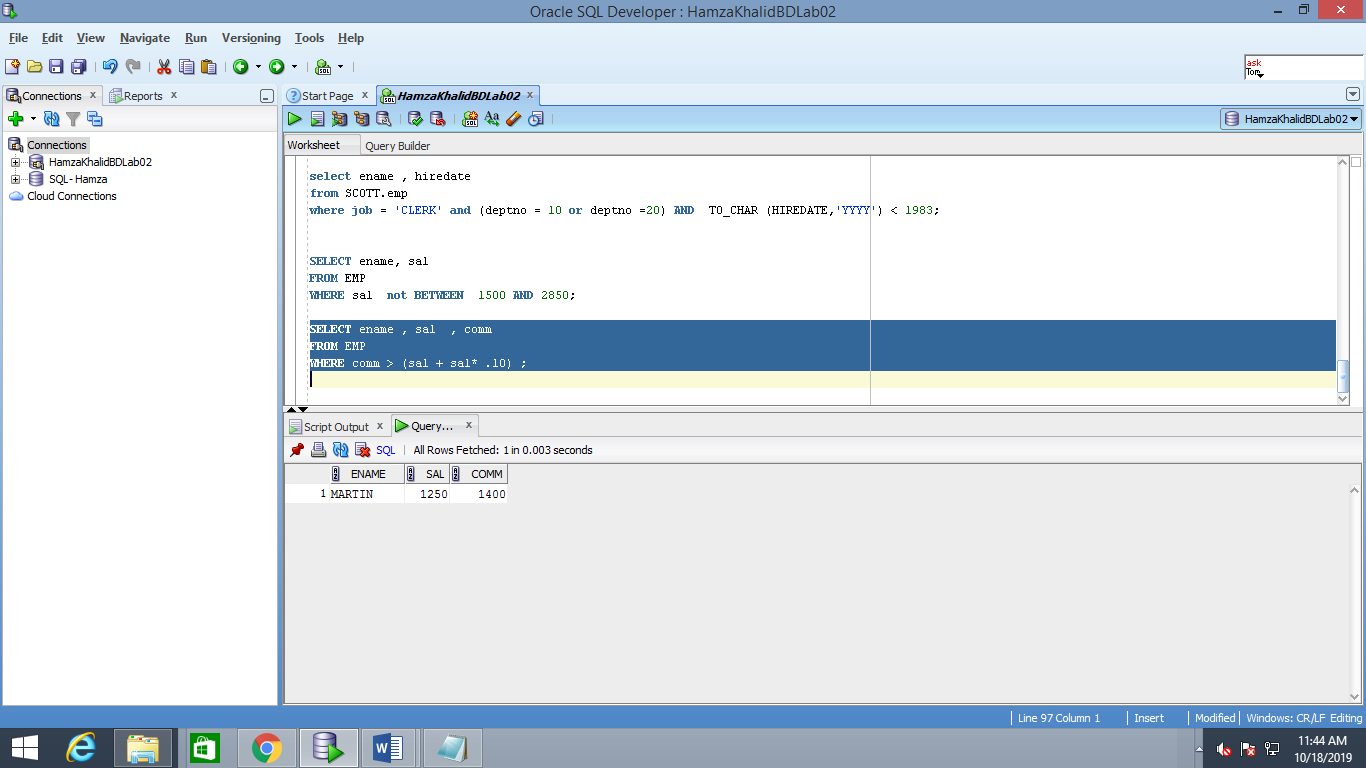 Oracle SQL Developer : HamzaKhalidBDLab02
File Edit View Navigate Run Versioning Tools Help
ask
Tom
Connections x Reports x
Start Page x HamzaKhalidBDLab02 x
HamzaKhalidBDLab02
Connections
HamzaKhalidBDLab02
SQL- Hamza
Cloud Connections
Worksheet Query Builder
select ename , hiredate
from SCOTT.emp
where job = 'CLERK' and (deptno = 10 or deptno =20) AND  TO_CHAR (HIREDATE,'YYYY') < 1983;
SELECT ename, sal
FROM EMP
WHERE sal  not BETWEEN  1500 AND 2850;
SELECT ename , sal  , comm
FROM EMP
WHERE comm > (sal + sal* .10) ;
Script Output x Query... x
SQL | All Rows Fetched: 1 in 0.003 seconds
ENAME SAL COMM
1 MARTIN 1250 1400
Line 97 Column 1 | Insert | Modified | Windows: CR/LF Editing
11:44 AM
10/18/2019